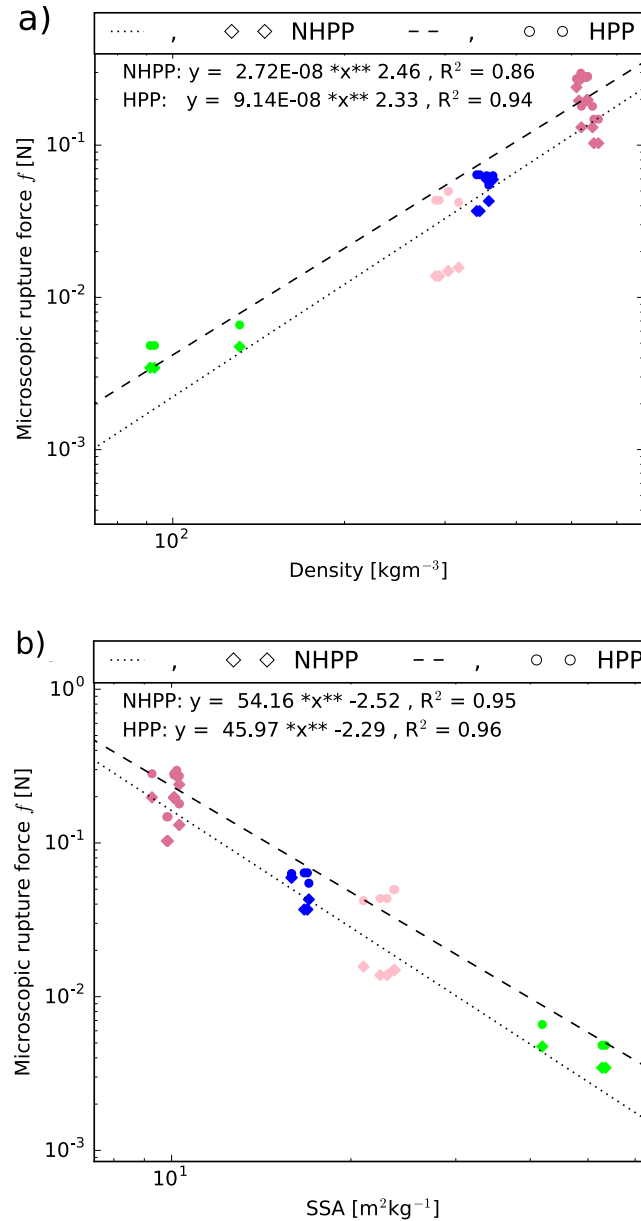 a)
, NHPP , HPP
NHPP: y = 2.72E-08 *x** 2.46 , R² = 0.86
HPP: y = 9.14E-08 *x** 2.33 , R² = 0.94
10⁻¹
10⁻²
10⁻³
Microscopic rupture force f [N]
10²
Density [kgm⁻³]
b)
, NHPP , HPP
NHPP: y = 54.16 *x** -2.52 , R² = 0.95
HPP: y = 45.97 *x** -2.29 , R² = 0.96
10⁰
10⁻¹
10⁻²
10⁻³
Microscopic rupture force f [N]
10¹
SSA [m²kg⁻¹]